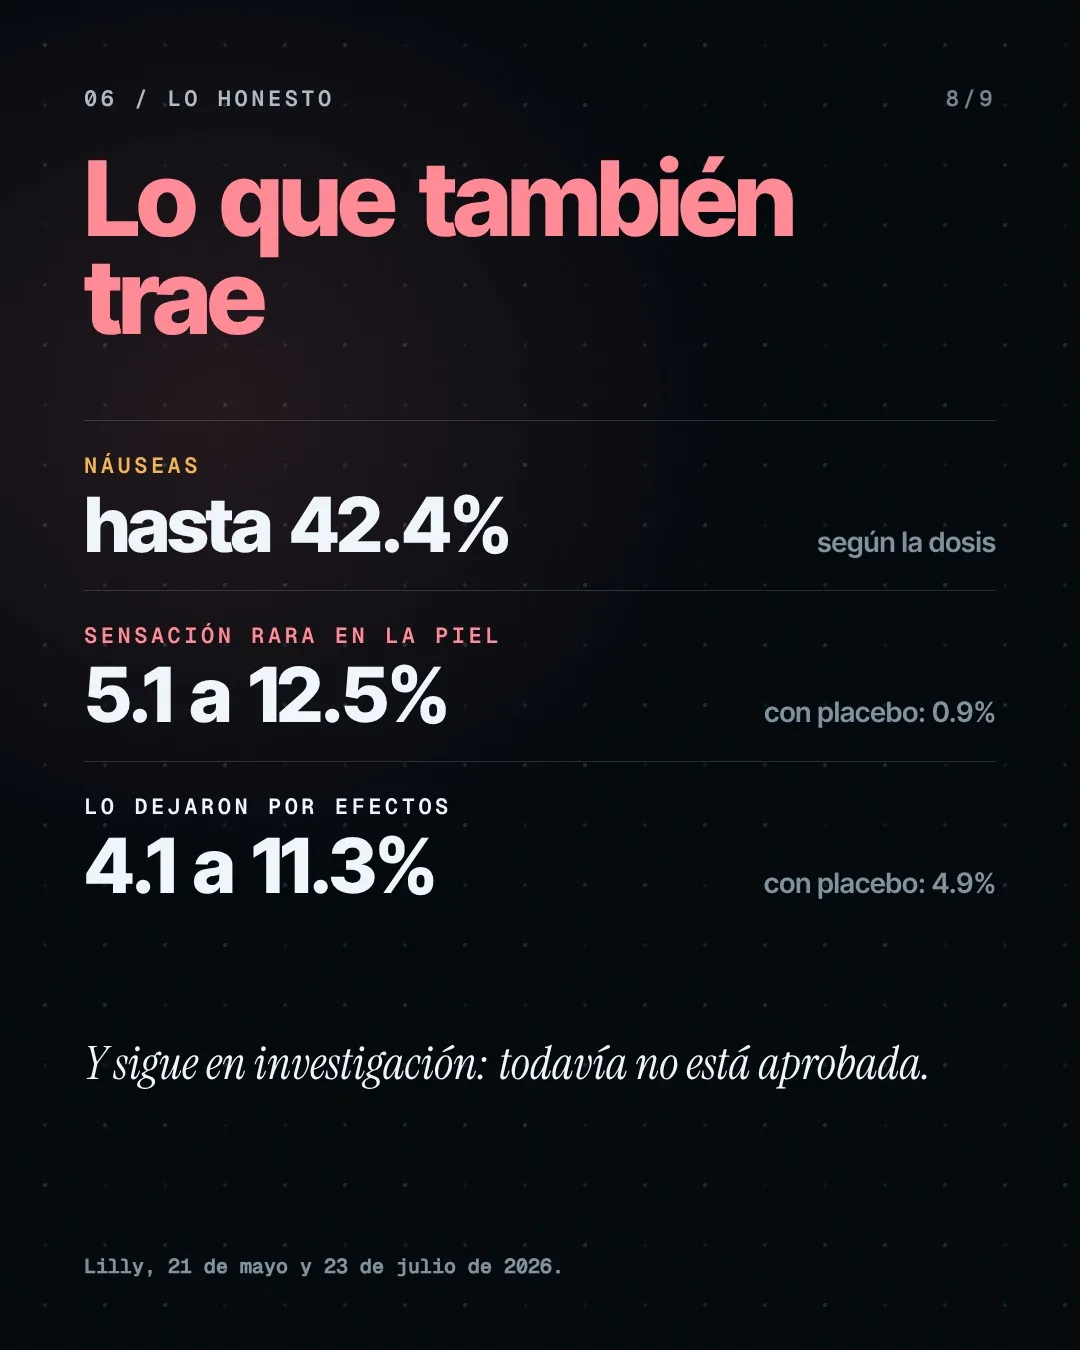 06 / LO HONESTO
8/9
Lo que también
trae
NÁUSEAS
hasta 42.4%
según la dosis
SENSACIÓN RARA EN LA PIEL
5.1 a 12.5%
con placebo: 0.9%
LO DEJARON POR EFECTOS
4.1 a 11.3%
con placebo: 4.9%
Y sigue en investigación: todavía no está aprobada.
Lilly, 21 de mayo y 23 de julio de 2026.